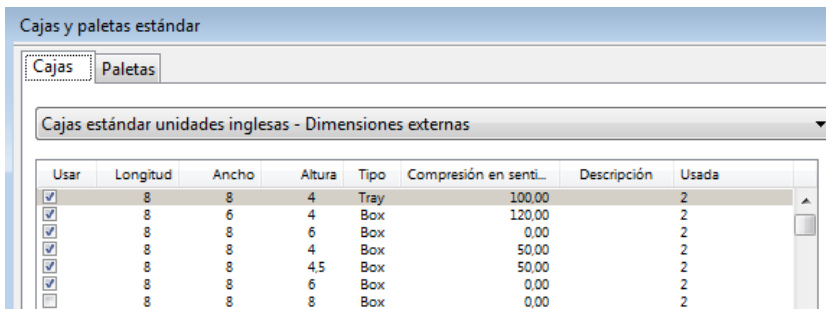 Cajas y paletas estándar
Cajas Paletas
Cajas estándar unidades inglesas - Dimensiones externas
Usar Longitud Ancho Altura Tipo Compresión en senti... Descripción Usada
8 8 4 Tray 100,00 2
8 6 4 Box 120,00 2
8 8 6 Box 0,00 2
8 8 4 Box 50,00 2
8 8 4,5 Box 50,00 2
8 8 6 Box 0,00 2
8 8 8 Box 0,00 2